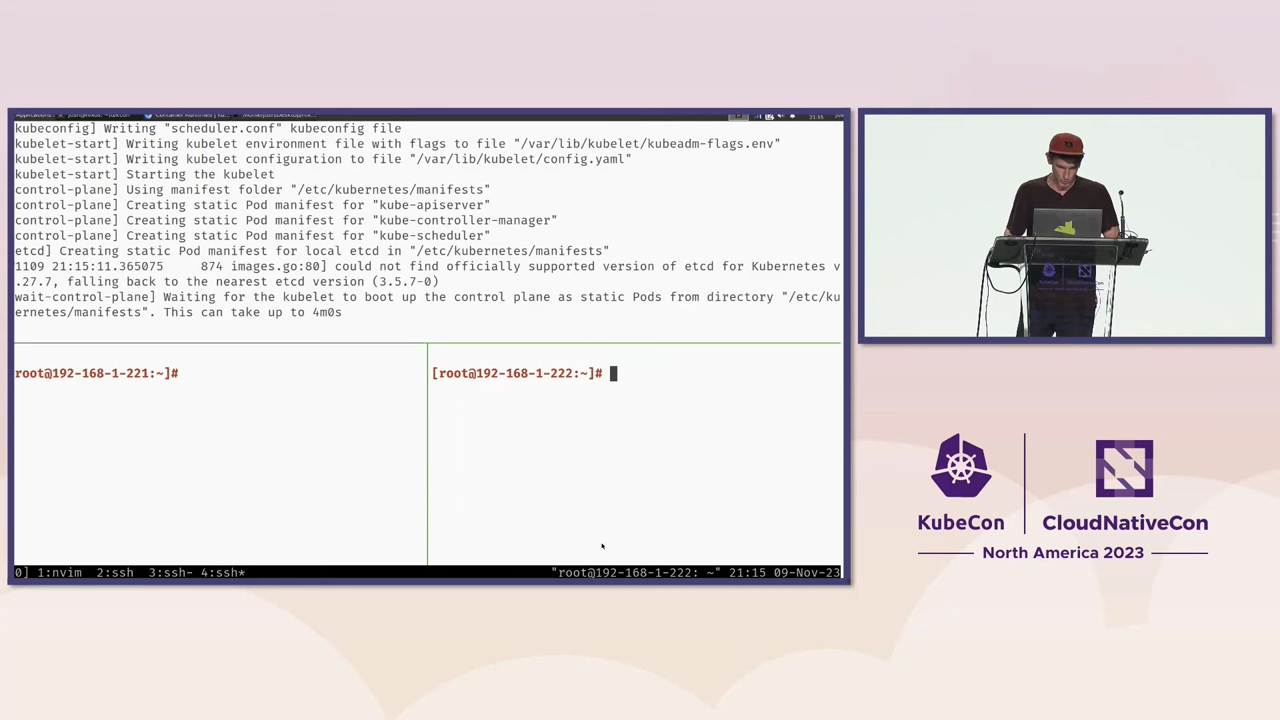 kubeconfig] Writing "scheduler.conf" kubeconfig file
kubelet-start] Writing kubelet environment file with flags to file "/var/lib/kubelet/kubeadm-flags.env"
kubelet-start] Writing kubelet configuration to file "/var/lib/kubelet/config.yaml"
kubelet-start] Starting the kubelet
control-plane] Using manifest folder "/etc/kubernetes/manifests"
control-plane] Creating static Pod manifest for "kube-apiserver"
control-plane] Creating static Pod manifest for "kube-controller-manager"
control-plane] Creating static Pod manifest for "kube-scheduler"
etcd] Creating static Pod manifest for local etcd in "/etc/kubernetes/manifests"
1109 21:15:11.365075     874 images.go:80] could not find officially supported version of etcd for Kubernetes v
.27.7, falling back to the nearest etcd version (3.5.7-0)
wait-control-plane] Waiting for the kubelet to boot up the control plane as static Pods from directory "/etc/ku
ernetes/manifests". This can take up to 4m0s
root@192-168-1-221:~]#
[root@192-168-1-222:~]#
0] 1:nvim  2:ssh  3:ssh- 4:ssh*
"root@192-168-1-222: ~" 21:15 09-Nov-23
KubeCon
CloudNativeCon
North America 2023